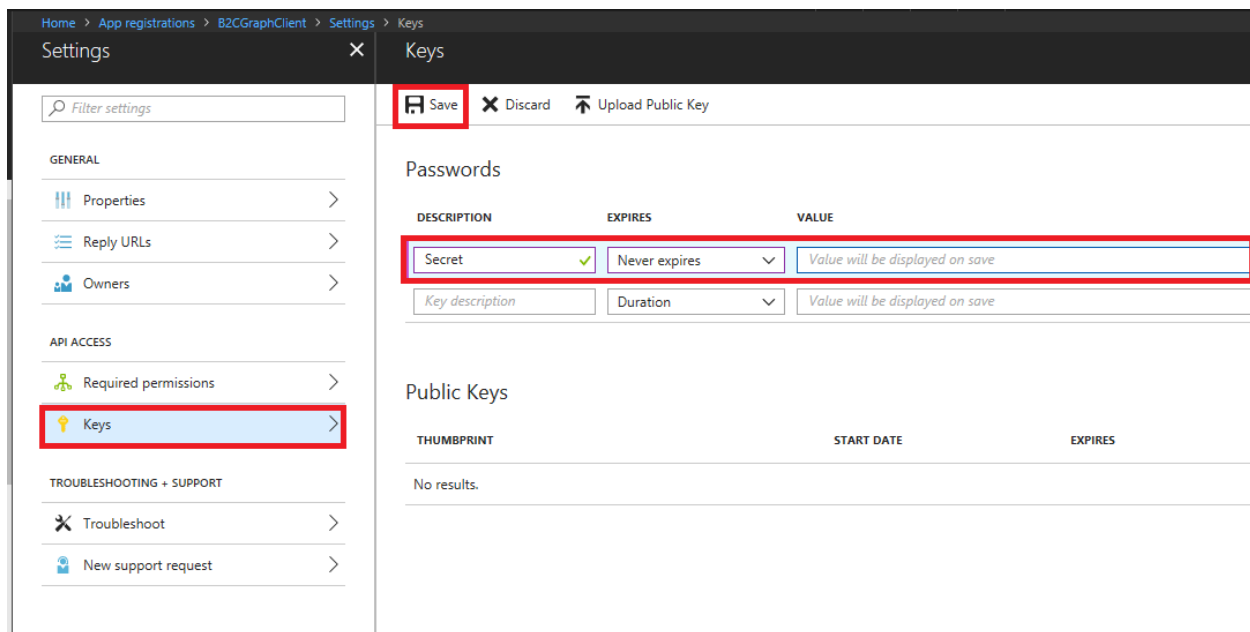 Home > App registrations > B2CGraphClient > Settings > Keys
Settings
Keys
Filter settings
Save Discard Upload Public Key
GENERAL
Properties
Reply URLs
Owners
API ACCESS
Required permissions
Keys
TROUBLESHOOTING + SUPPORT
Troubleshoot
New support request
Passwords
DESCRIPTION EXPIRES VALUE
Secret Never expires Value will be displayed on save
Key description Duration Value will be displayed on save
Public Keys
THUMBPRINT START DATE EXPIRES
No results.